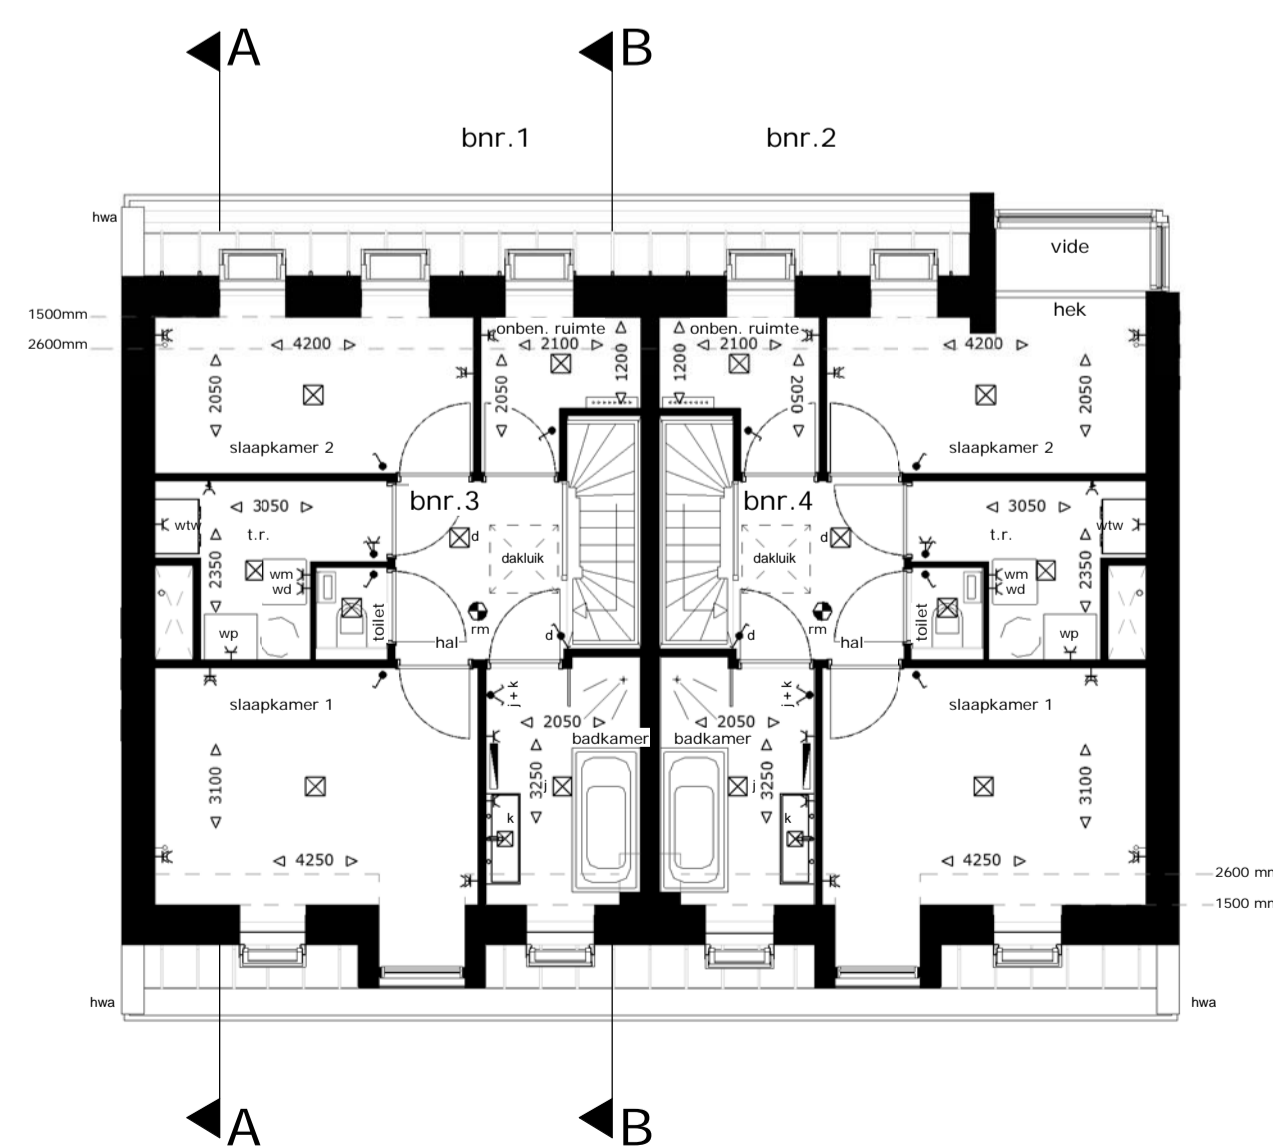 A B
bnr.1 bnr.2
hwa
vide
hek
1500mm
2600mm
onben. ruimte onben. ruimte
4200 2100 1200 1200 2100 4200
2050 2050 2050 2050
slaapkamer 2 slaapkamer 2
bnr.3 bnr.4
3050 3050
wtw t.r. d d t.r. wtw
2350 dakluik dakluik 2350
wm wm
wd wd
toilet toilet
wp rm d d rm wp
hal hal
slaapkamer 1 j+k j+k slaapkamer 1
2050 2050
badkamer badkamer
3100 3250 j j 3250 3100
k k
4250 4250
2600 mm
1500 mm
hwa hwa
A B